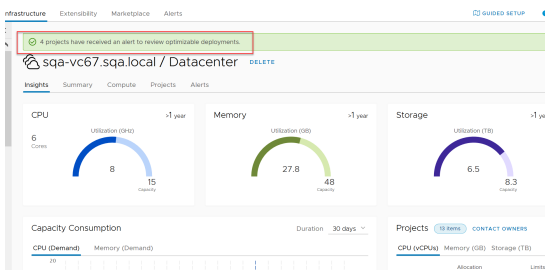 Infrastructure Extensibility Marketplace Alerts GUIDED SETUP
4 projects have received an alert to review optimizable deployments.
sqa-vc67.sqa.local / Datacenter DELETE
Insights Summary Compute Projects Alerts
CPU >1 year
Utilization (GHz)
6
Cores
8
15
Capacity
Memory >1 year
Utilization (GB)
27.8
48
Capacity
Storage >1 ye
Utilization (TB)
6.5
8.3
Capacity
Capacity Consumption Duration 30 days
CPU (Demand) Memory (Demand)
20
Projects 13 items CONTACT OWNERS
CPU (vCPUs) Memory (GB) Storage (TB)
Allocation Limits